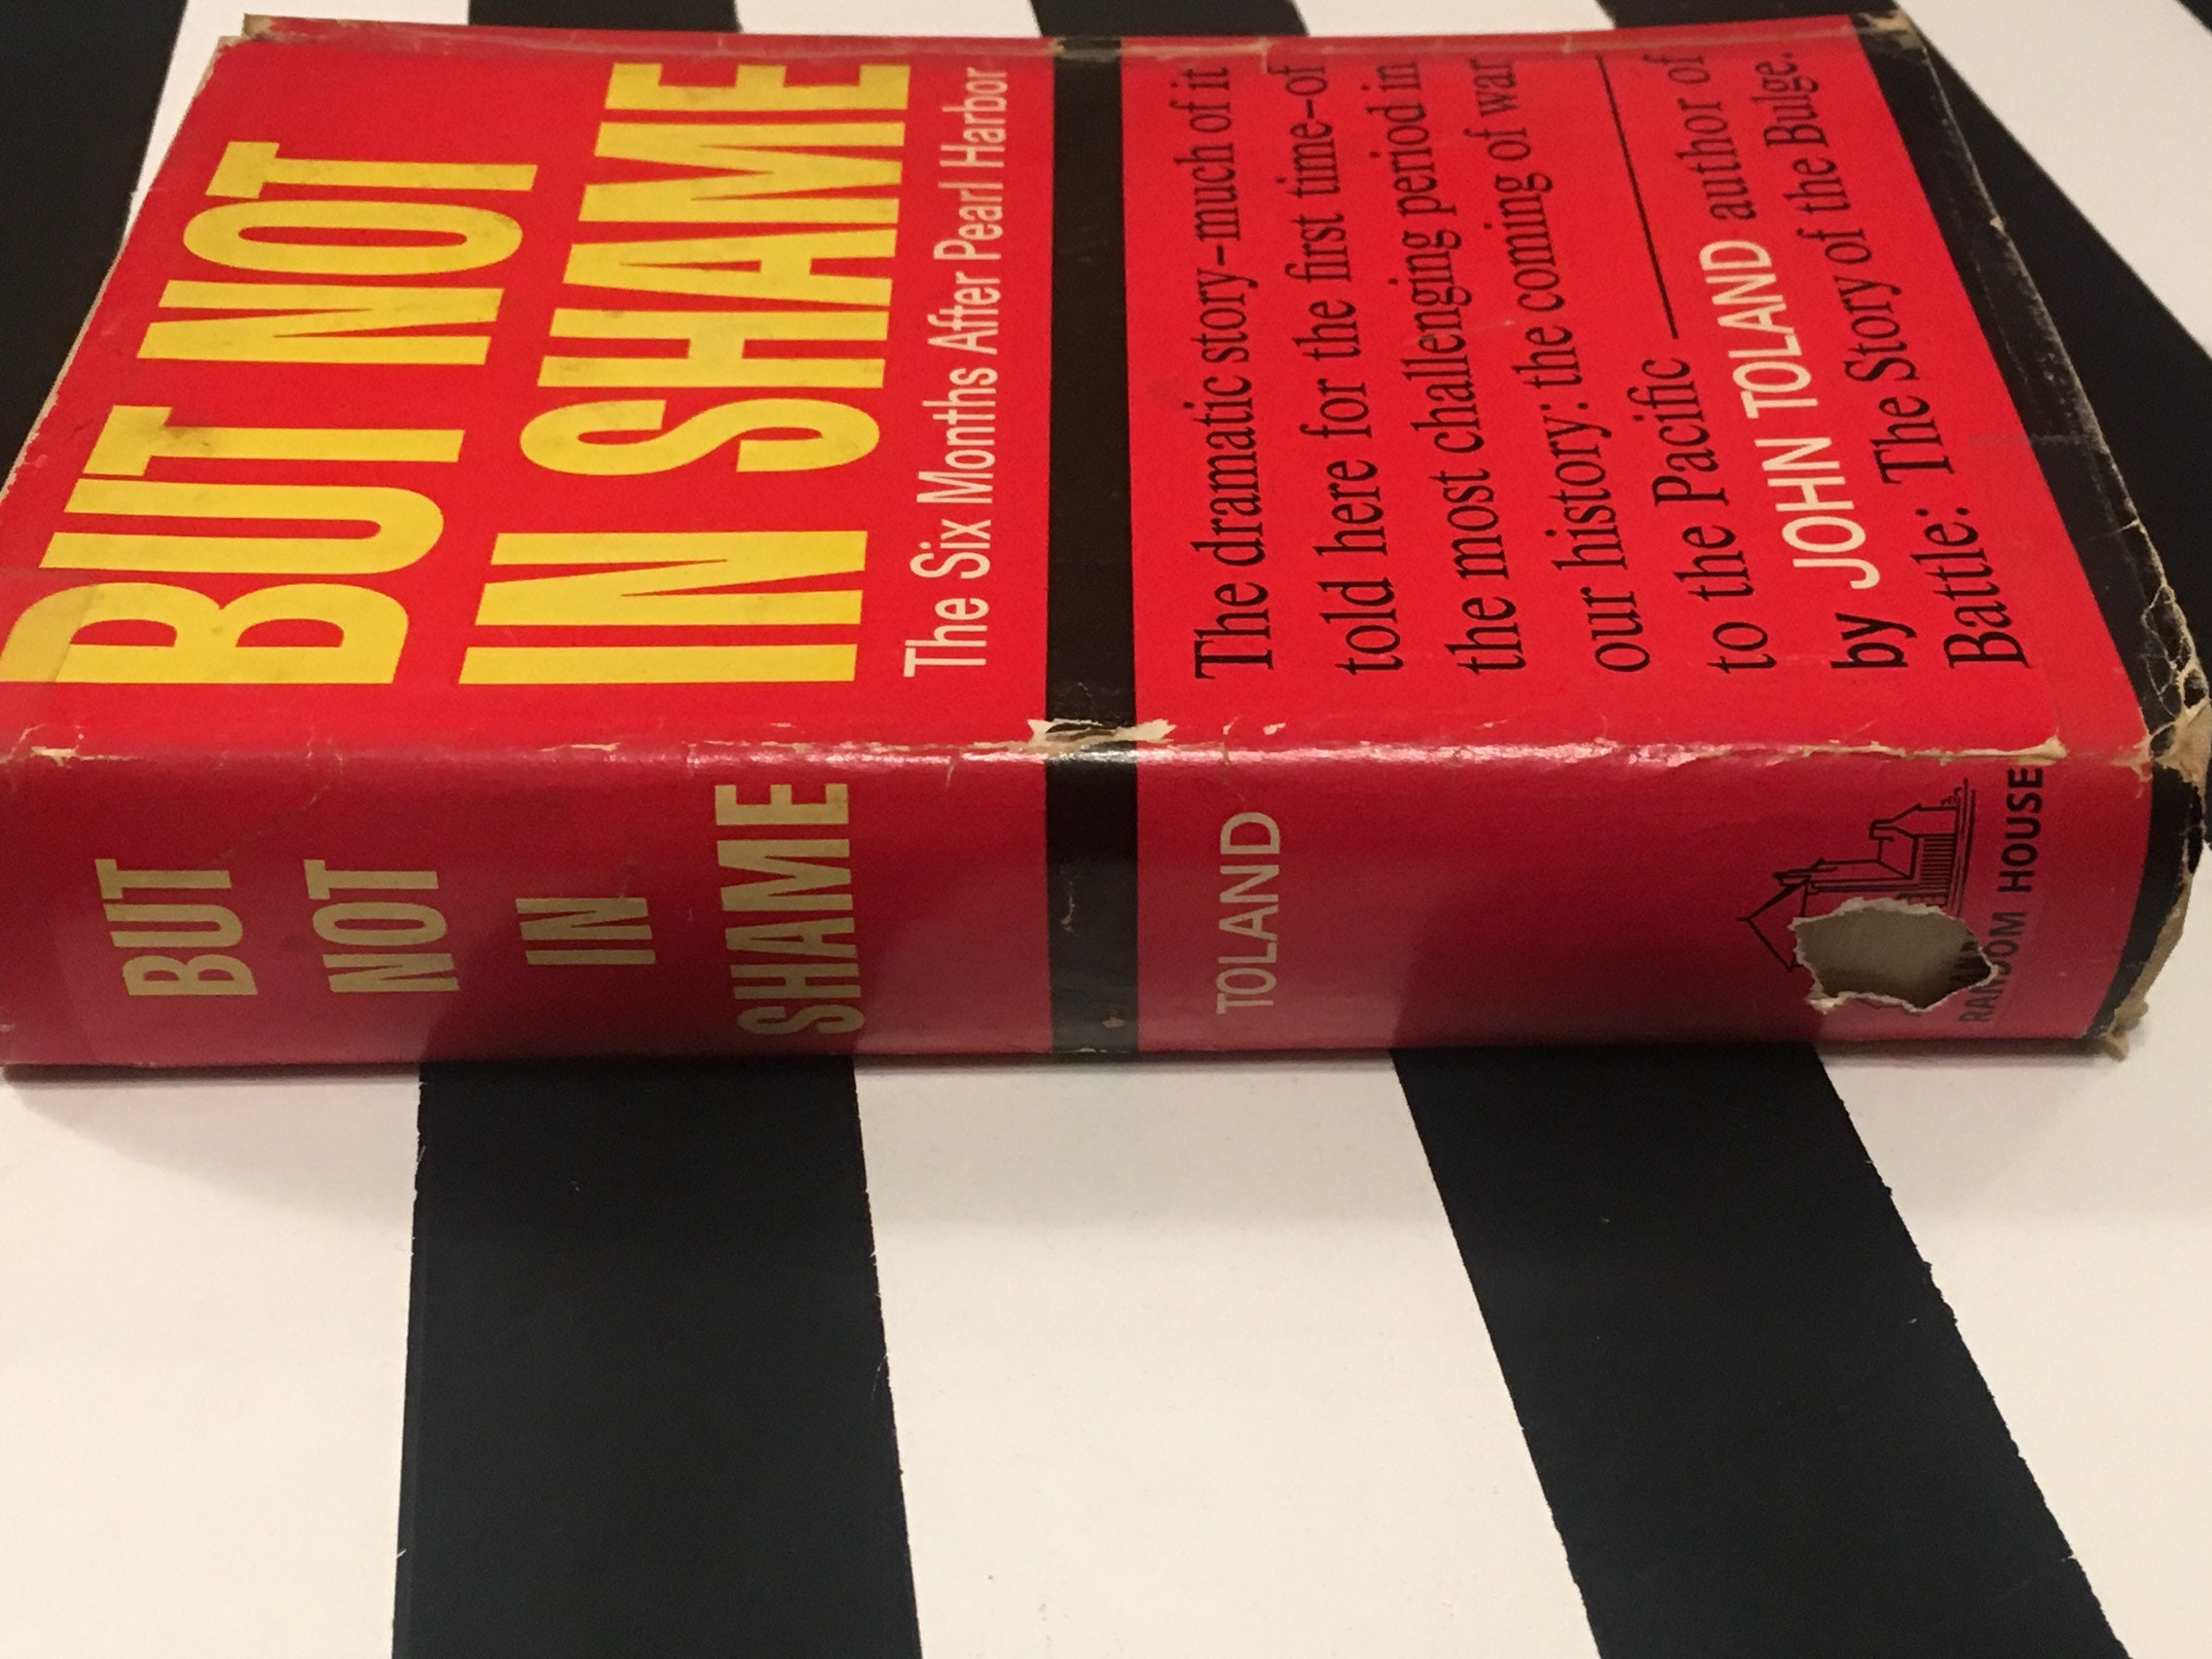 BUT NOT
IN SHAME
The Six Months After Pearl Harbor
The dramatic story–much of it
told here for the first time–of
the most challenging period in
our history: the coming of war
to the Pacific
by JOHN TOLAND author of
Battle: The Story of the Bulge.
BUT
NOT
IN
SHAME
TOLAND
RANDOM HOUSE